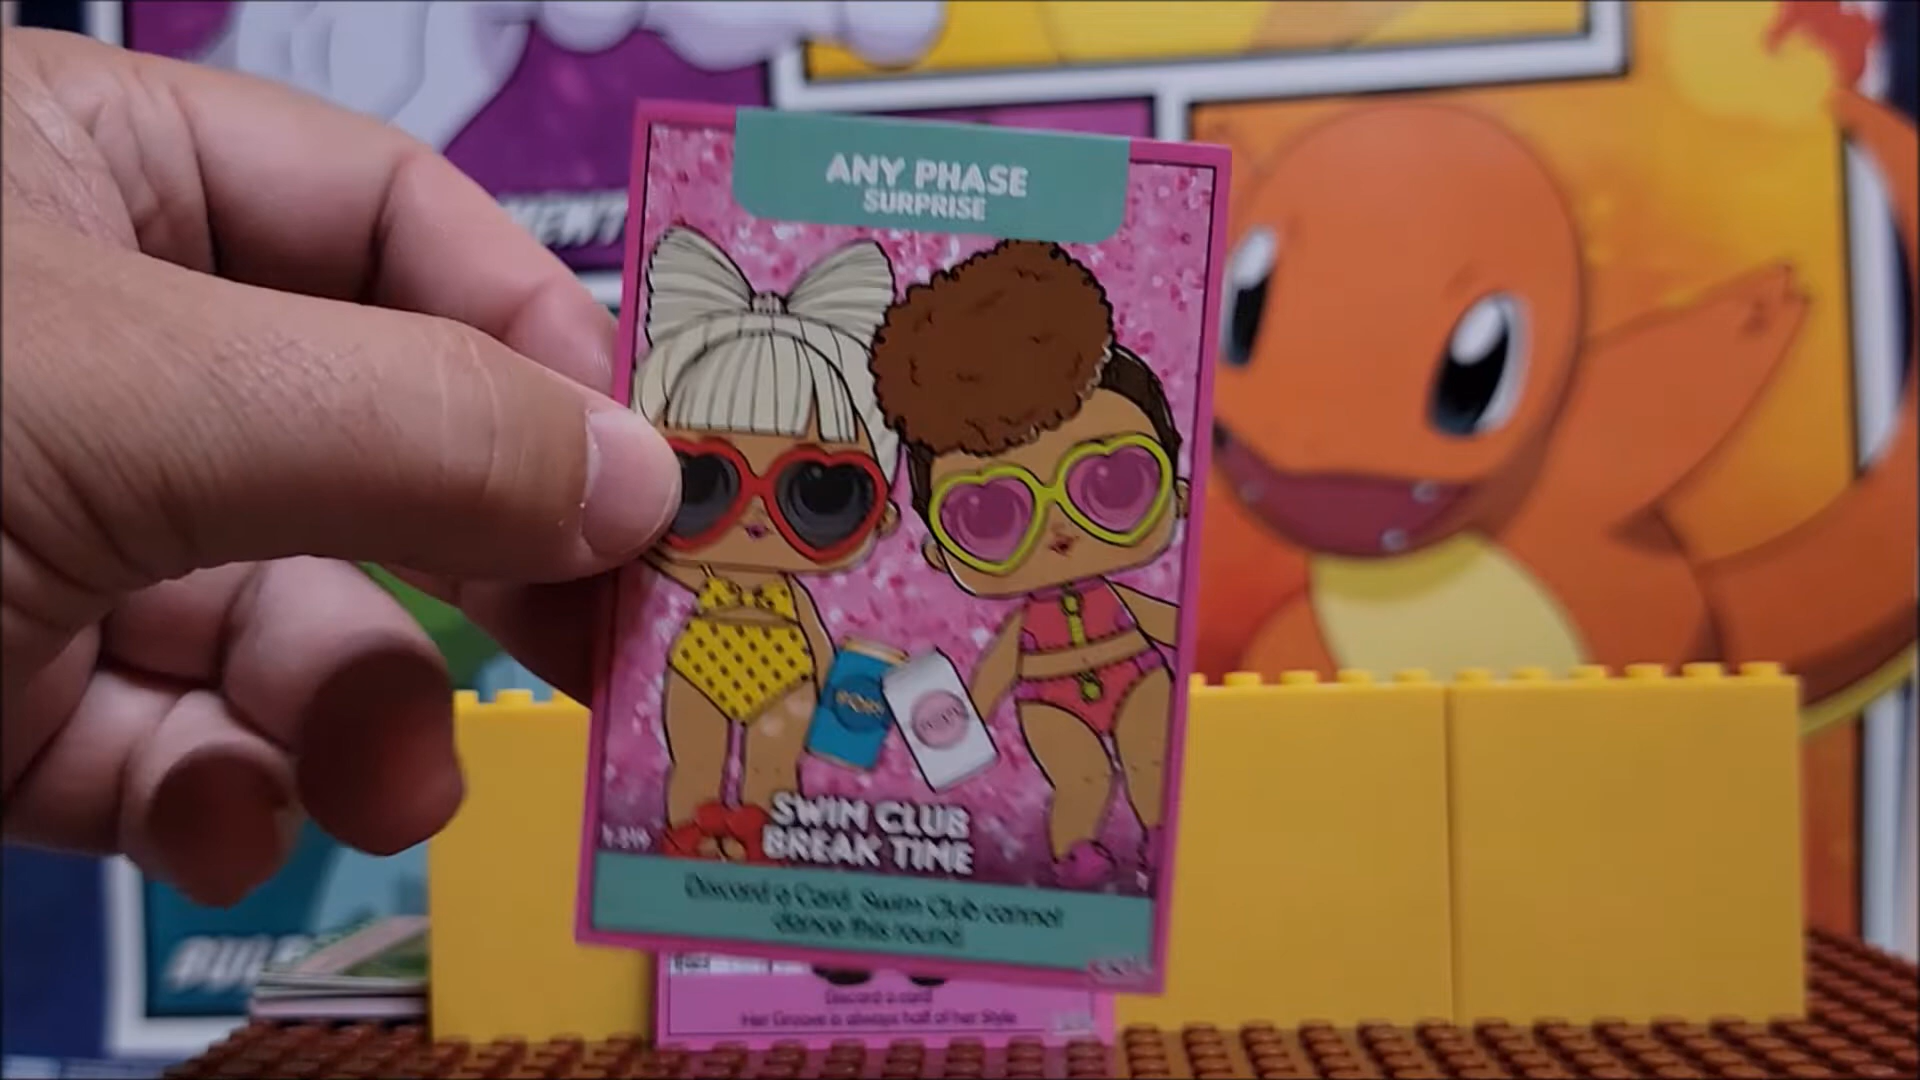 ANY PHASE
SURPRISE
SWIM CLUB
BREAK TIME
Discard a Card. Swim Club cannot
dance this round.
Discard a card
Her Groove is always half of her Style